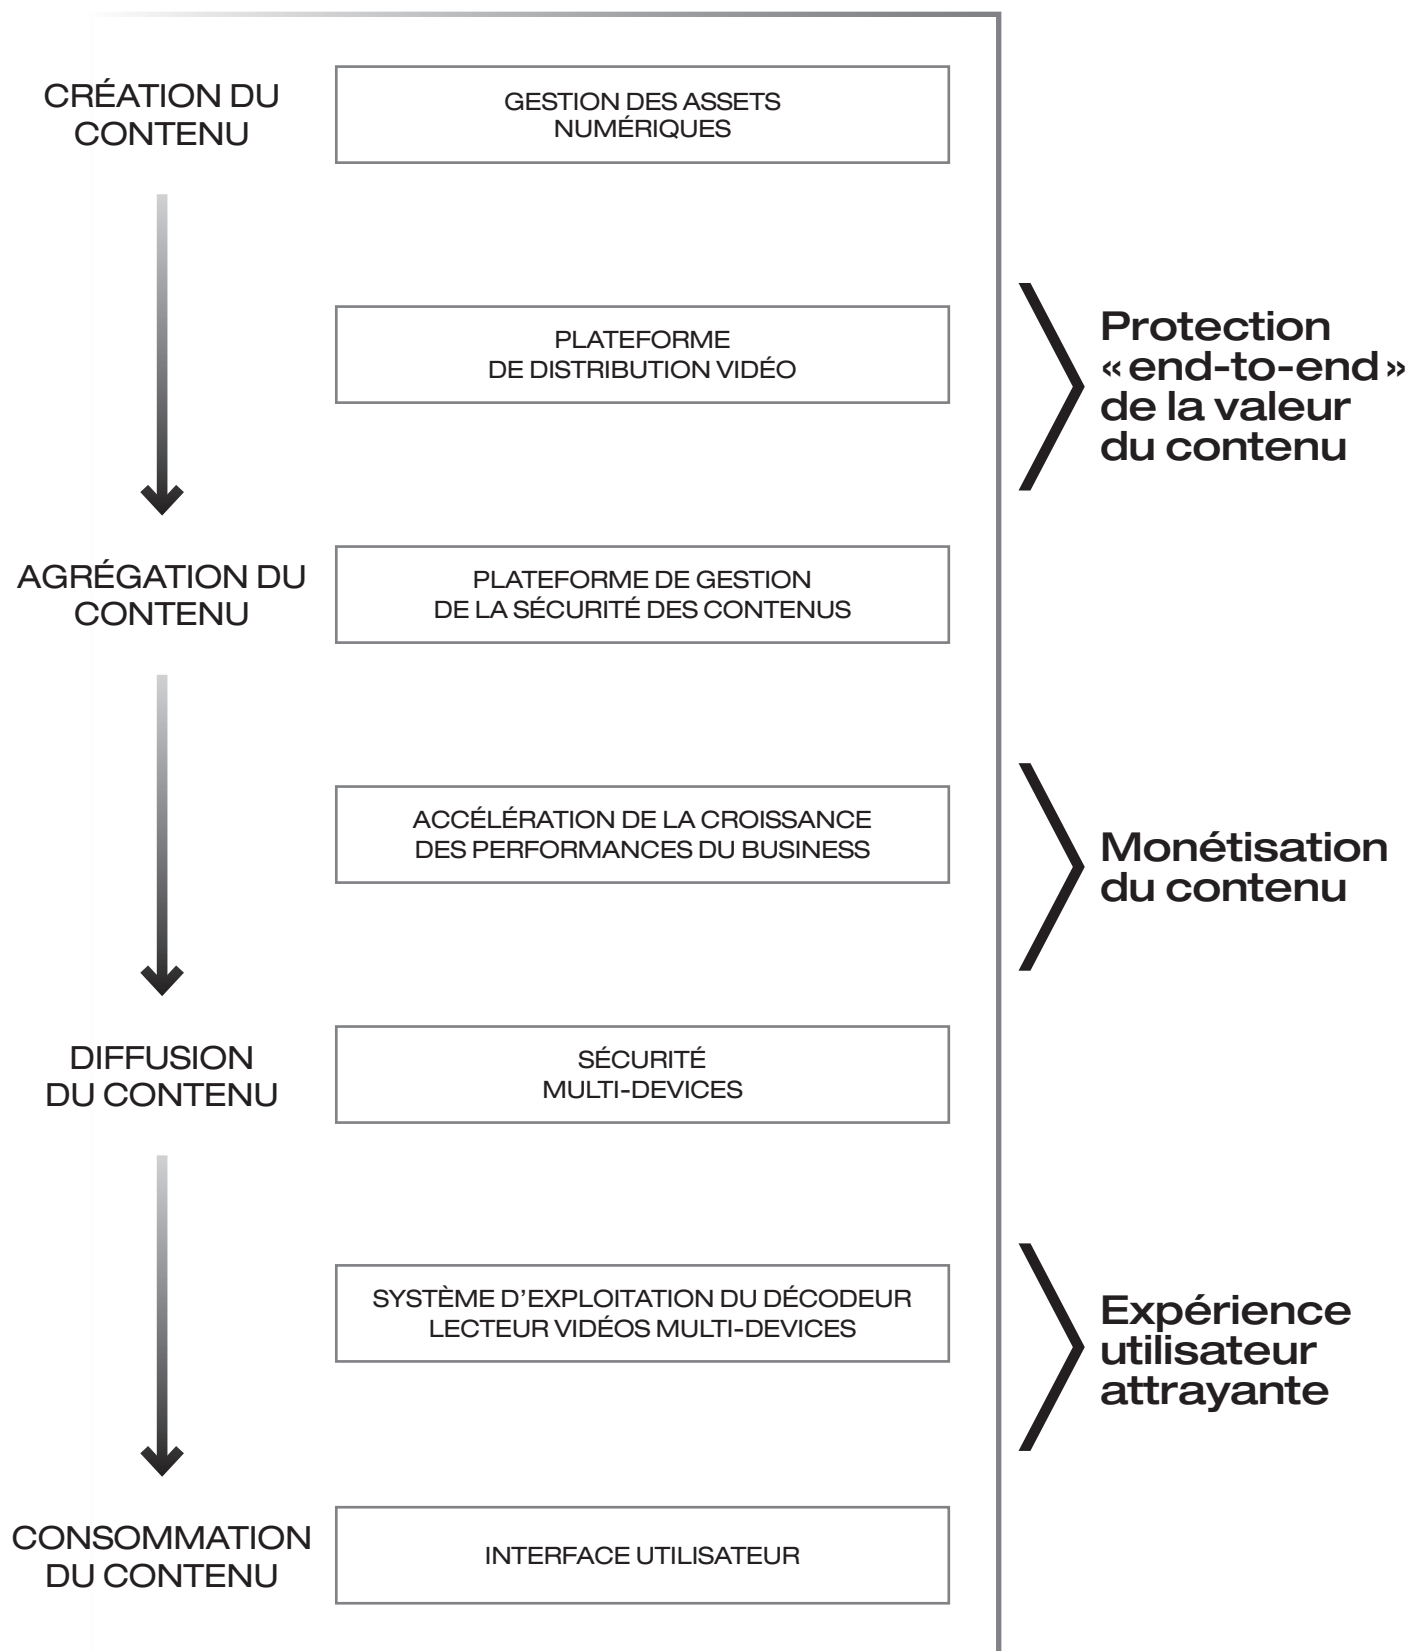 CRÉATION DU
CONTENU
GESTION DES ASSETS
NUMÉRIQUES
PLATEFORME
DE DISTRIBUTION VIDÉO
Protection
« end-to-end »
de la valeur
du contenu
AGRÉGATION DU
CONTENU
PLATEFORME DE GESTION
DE LA SÉCURITÉ DES CONTENUS
ACCÉLÉRATION DE LA CROISSANCE
DES PERFORMANCES DU BUSINESS
Monétisation
du contenu
DIFFUSION
DU CONTENU
SÉCURITÉ
MULTI-DEVICES
SYSTÈME D’EXPLOITATION DU DÉCODEUR
LECTEUR VIDÉOS MULTI-DEVICES
Expérience
utilisateur
attrayante
CONSOMMATION
DU CONTENU
INTERFACE UTILISATEUR